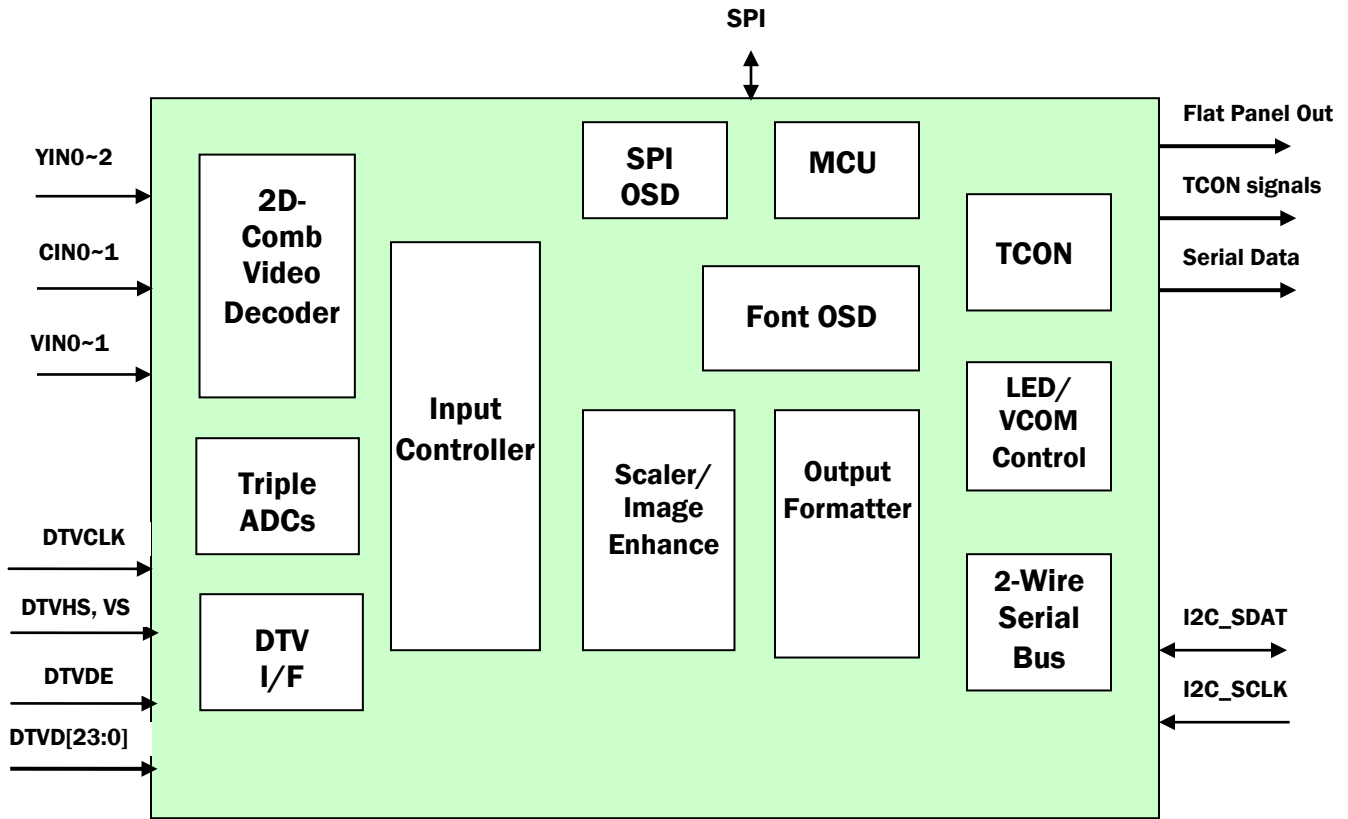 SPI
YIN0~2
CIN0~1
VIN0~1
DTVCLK
DTVHS, VS
DTVDE
DTVD[23:0]
2D-
Comb
Video
Decoder
Triple
ADCs
DTV
I/F
Input
Controller
SPI
OSD
MCU
Font OSD
Scaler/
Image
Enhance
Output
Formatter
TCON
LED/
VCOM
Control
2-Wire
Serial
Bus
Flat Panel Out
TCON signals
Serial Data
I2C_SDAT
I2C_SCLK